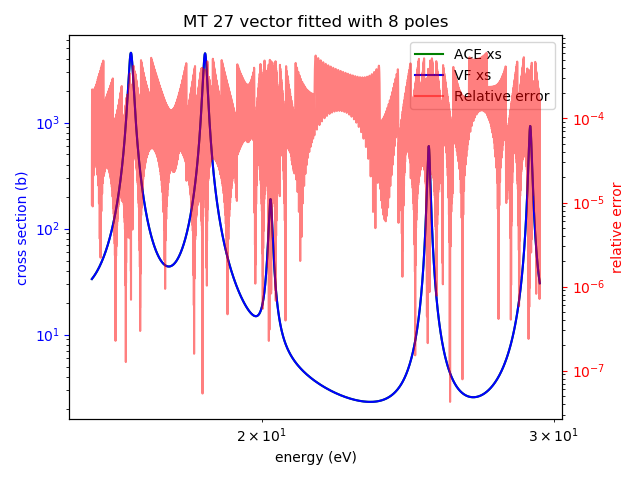 MT 27 vector fitted with 8 poles
ACE xs
VF xs
Relative error
cross section (b)
10³
10²
10¹
10⁻⁴
10⁻⁵
10⁻⁶
10⁻⁷
relative error
2 × 10¹
3 × 10¹
energy (eV)